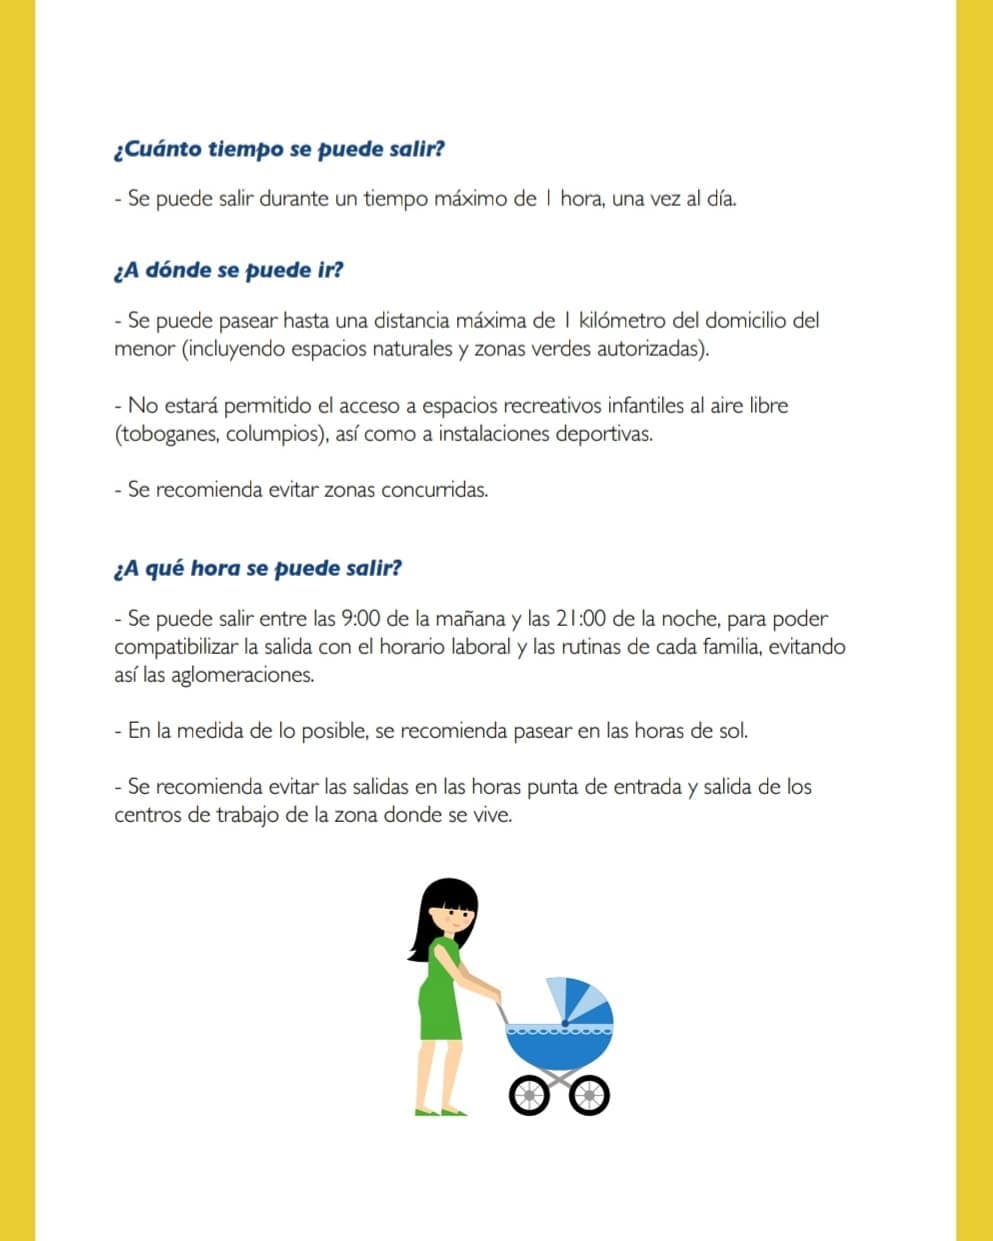 ¿Cuánto tiempo se puede salir?
- Se puede salir durante un tiempo máximo de 1 hora, una vez al día.
¿A dónde se puede ir?
- Se puede pasear hasta una distancia máxima de 1 kilómetro del domicilio del
menor (incluyendo espacios naturales y zonas verdes autorizadas).
- No estará permitido el acceso a espacios recreativos infantiles al aire libre
(toboganes, columpios), así como a instalaciones deportivas.
- Se recomienda evitar zonas concurridas.
¿A qué hora se puede salir?
- Se puede salir entre las 9:00 de la mañana y las 21:00 de la noche, para poder
compatibilizar la salida con el horario laboral y las rutinas de cada familia, evitando
así las aglomeraciones.
- En la medida de lo posible, se recomienda pasear en las horas de sol.
- Se recomienda evitar las salidas en las horas punta de entrada y salida de los
centros de trabajo de la zona donde se vive.